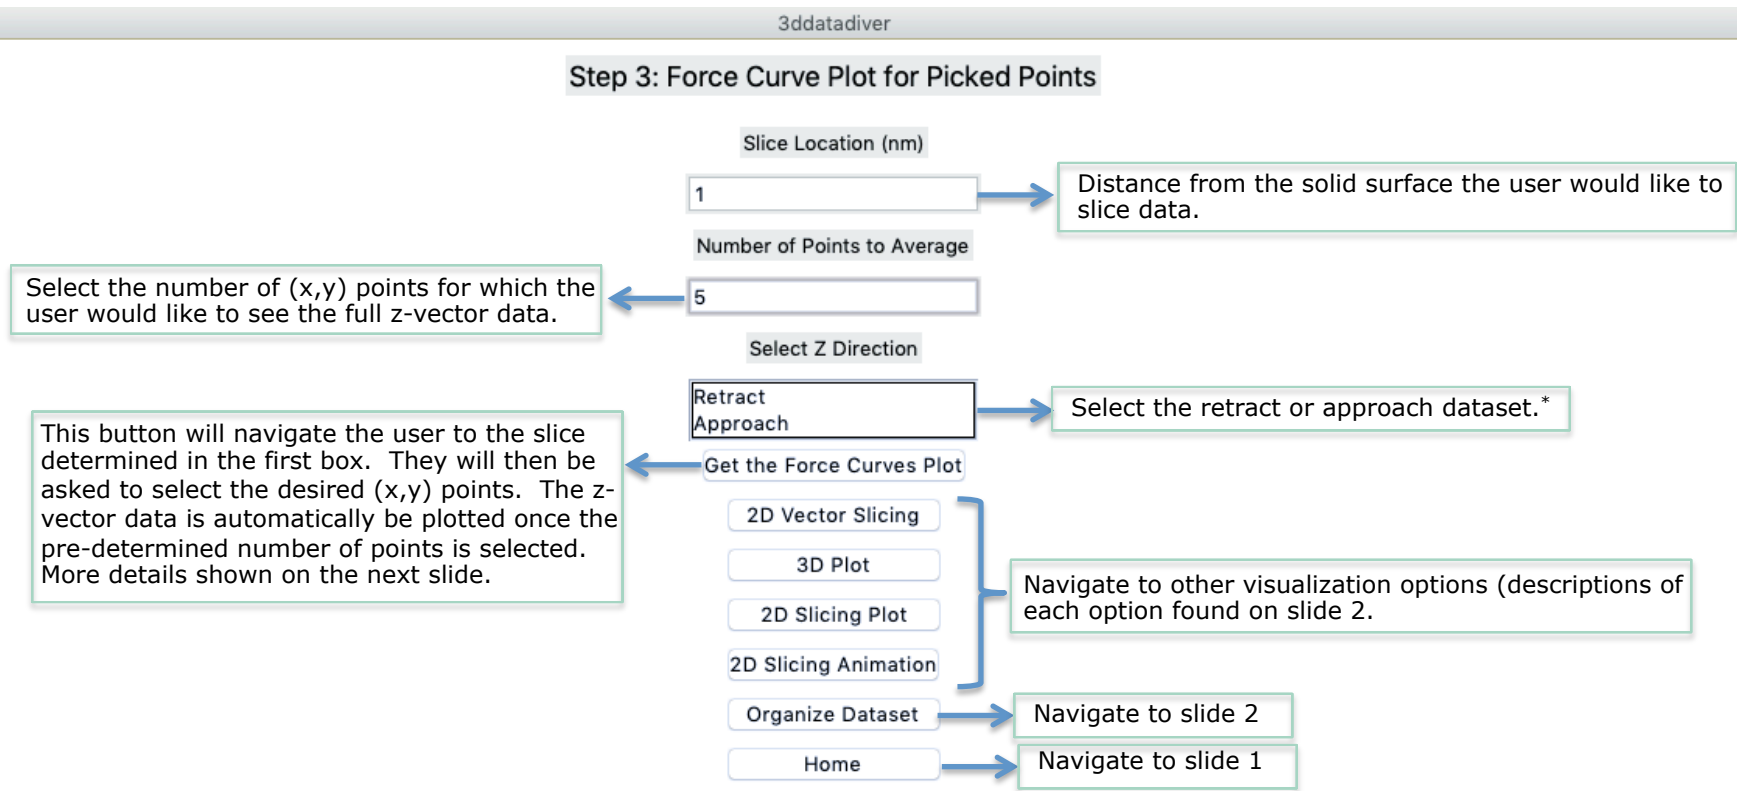 3ddatadiver
Step 3: Force Curve Plot for Picked Points
Slice Location (nm)
1
Distance from the solid surface the user would like to
slice data.
Number of Points to Average
Select the number of (x,y) points for which the
user would like to see the full z-vector data.
5
Select Z Direction
Retract
Approach
Select the retract or approach dataset.*
This button will navigate the user to the slice
determined in the first box. They will then be
asked to select the desired (x,y) points. The z-
vector data is automatically be plotted once the
pre-determined number of points is selected.
More details shown on the next slide.
Get the Force Curves Plot
2D Vector Slicing
3D Plot
2D Slicing Plot
2D Slicing Animation
Navigate to other visualization options (descriptions of
each option found on slide 2.
Organize Dataset
Navigate to slide 2
Home
Navigate to slide 1